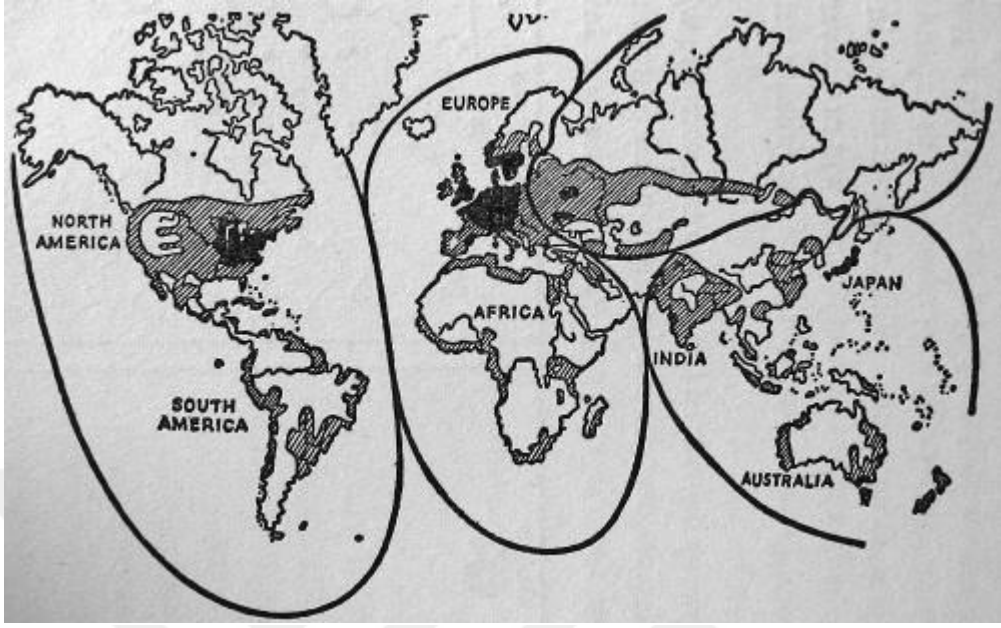 EUROPE
NORTH
AMERICA
AFRICA
JAPAN
INDIA
SOUTH
AMERICA
AUSTRALIA